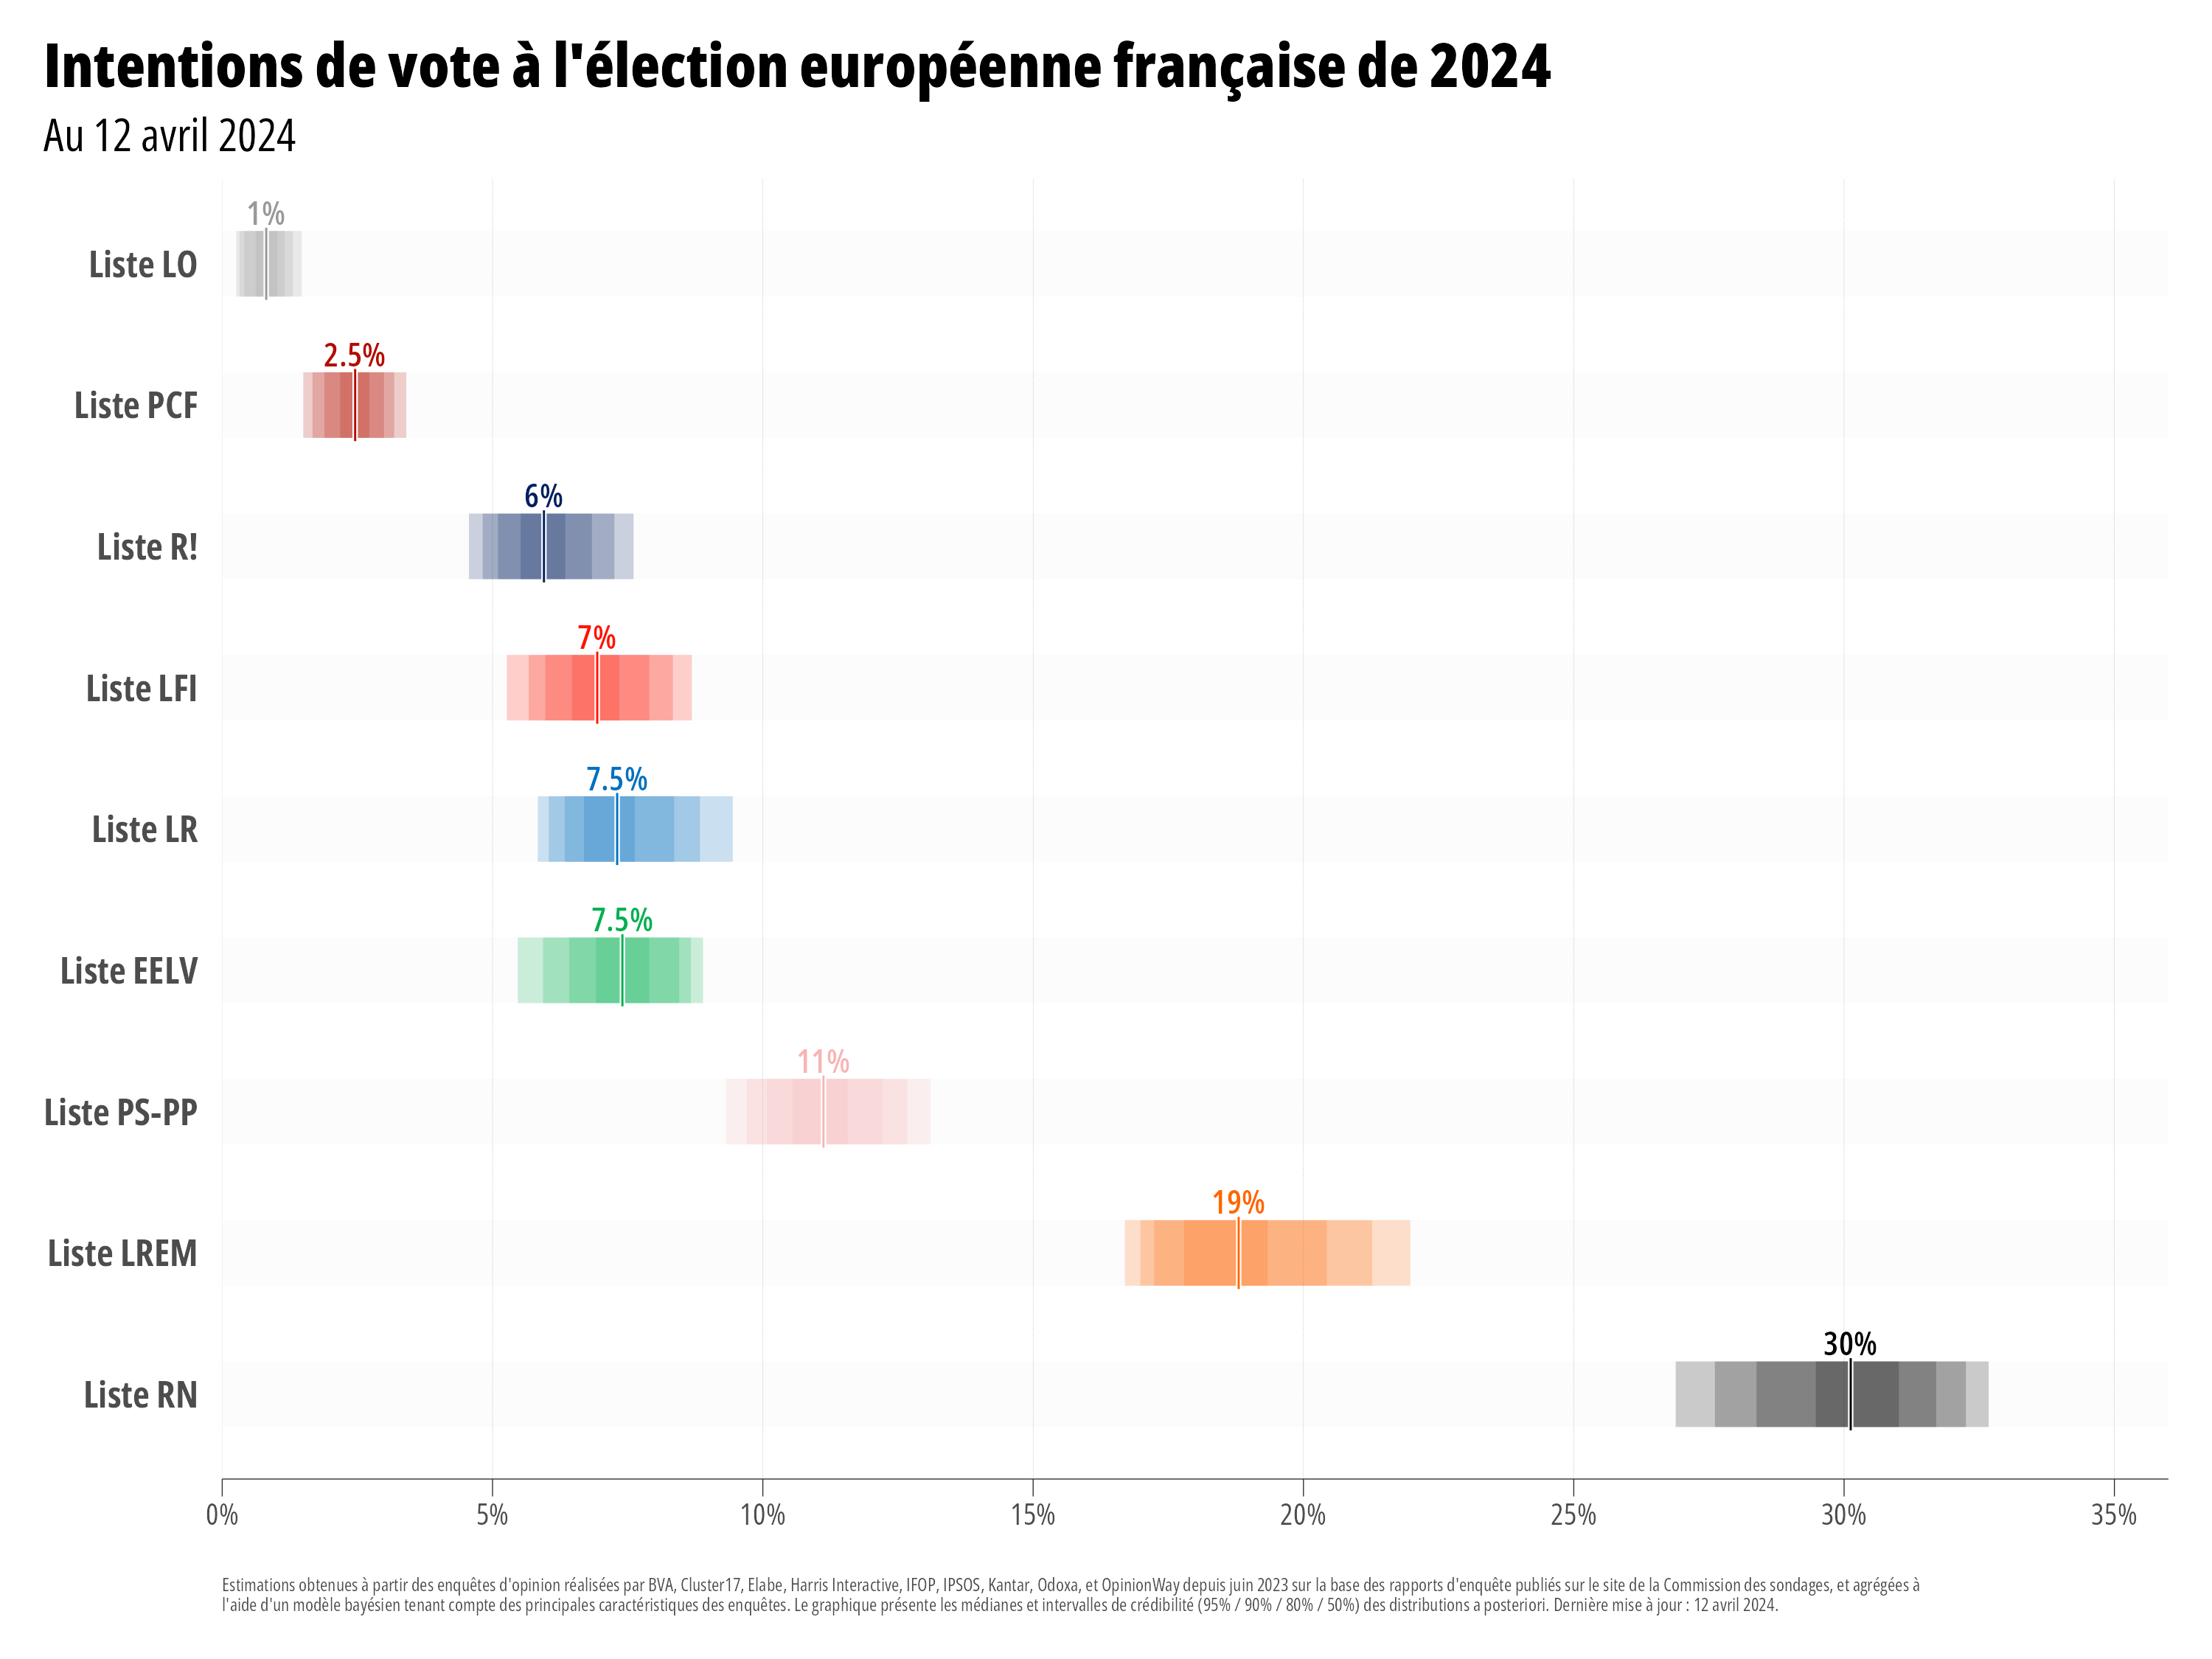 Intentions de vote à l'élection européenne française de 2024
Au 12 avril 2024
1%
Liste LO
2.5%
Liste PCF
6%
Liste R!
7%
Liste LFI
7.5%
Liste LR
7.5%
Liste EELV
11%
Liste PS-PP
19%
Liste LREM
30%
Liste RN
0% 5% 10% 15% 20% 25% 30% 35%
Estimations obtenues à partir des enquêtes d'opinion réalisées par BVA, Cluster17, Elabe, Harris Interactive, IFOP, IPSOS, Kantar, Odoxa, et OpinionWay depuis juin 2023 sur la base des rapports d'enquête publiés sur le site de la Commission des sondages, et agrégées à
l'aide d'un modèle bayésien tenant compte des principales caractéristiques des enquêtes. Le graphique présente les médianes et intervalles de crédibilité (95% / 90% / 80% / 50%) des distributions a posteriori. Dernière mise à jour : 12 avril 2024.